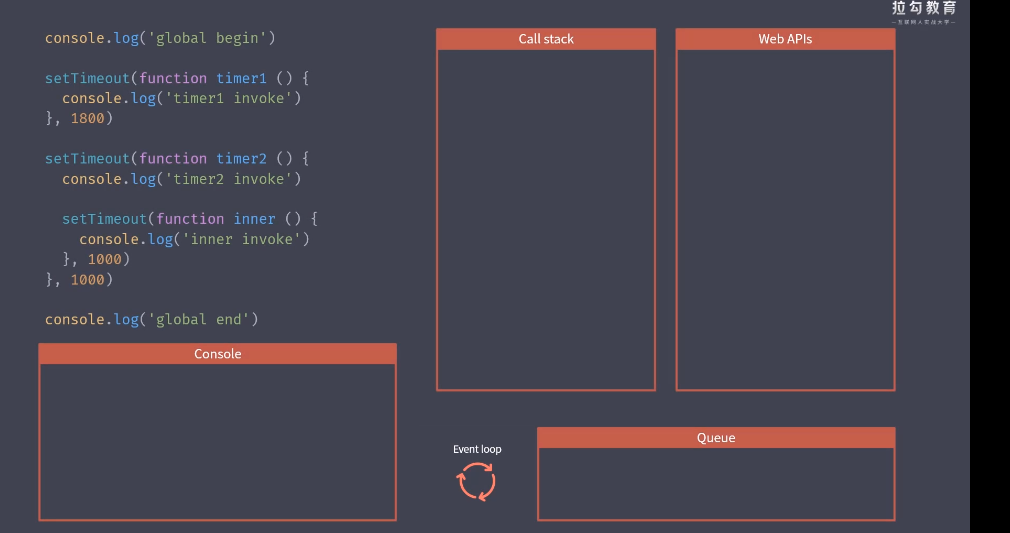 拉勾教育
—互联网人实战大学—
console.log('global begin')
setTimeout(function timer1 () {
  console.log('timer1 invoke')
}, 1800)
setTimeout(function timer2 () {
  console.log('timer2 invoke')
  setTimeout(function inner () {
    console.log('inner invoke')
  }, 1000)
}, 1000)
console.log('global end')
Call stack
Web APIs
Console
Event loop
Queue